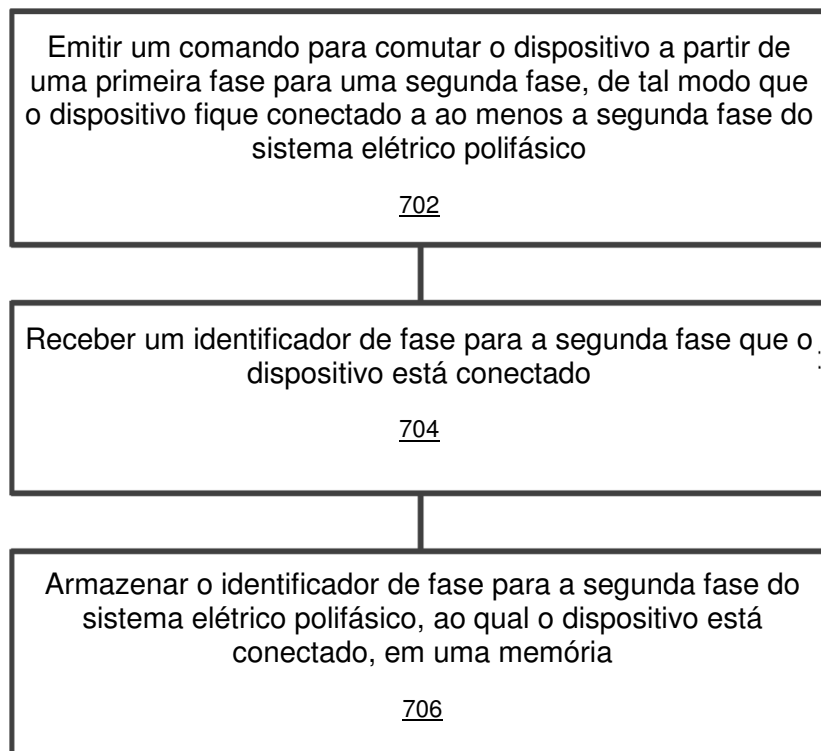 Emitir um comando para comutar o dispositivo a partir de
uma primeira fase para uma segunda fase, de tal modo que
o dispositivo fique conectado a ao menos a segunda fase do
sistema elétrico polifásico
702
Receber um identificador de fase para a segunda fase que o
dispositivo está conectado
704
Armazenar o identificador de fase para a segunda fase do
sistema elétrico polifásico, ao qual o dispositivo está
conectado, em uma memória
706